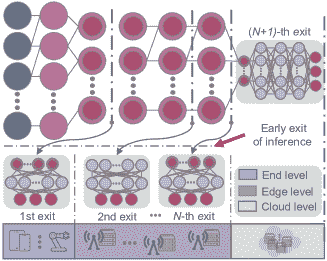 (N+1)-th exit
Early exit
of inference
1st exit
2nd exit
N-th exit
End level
Edge level
Cloud level